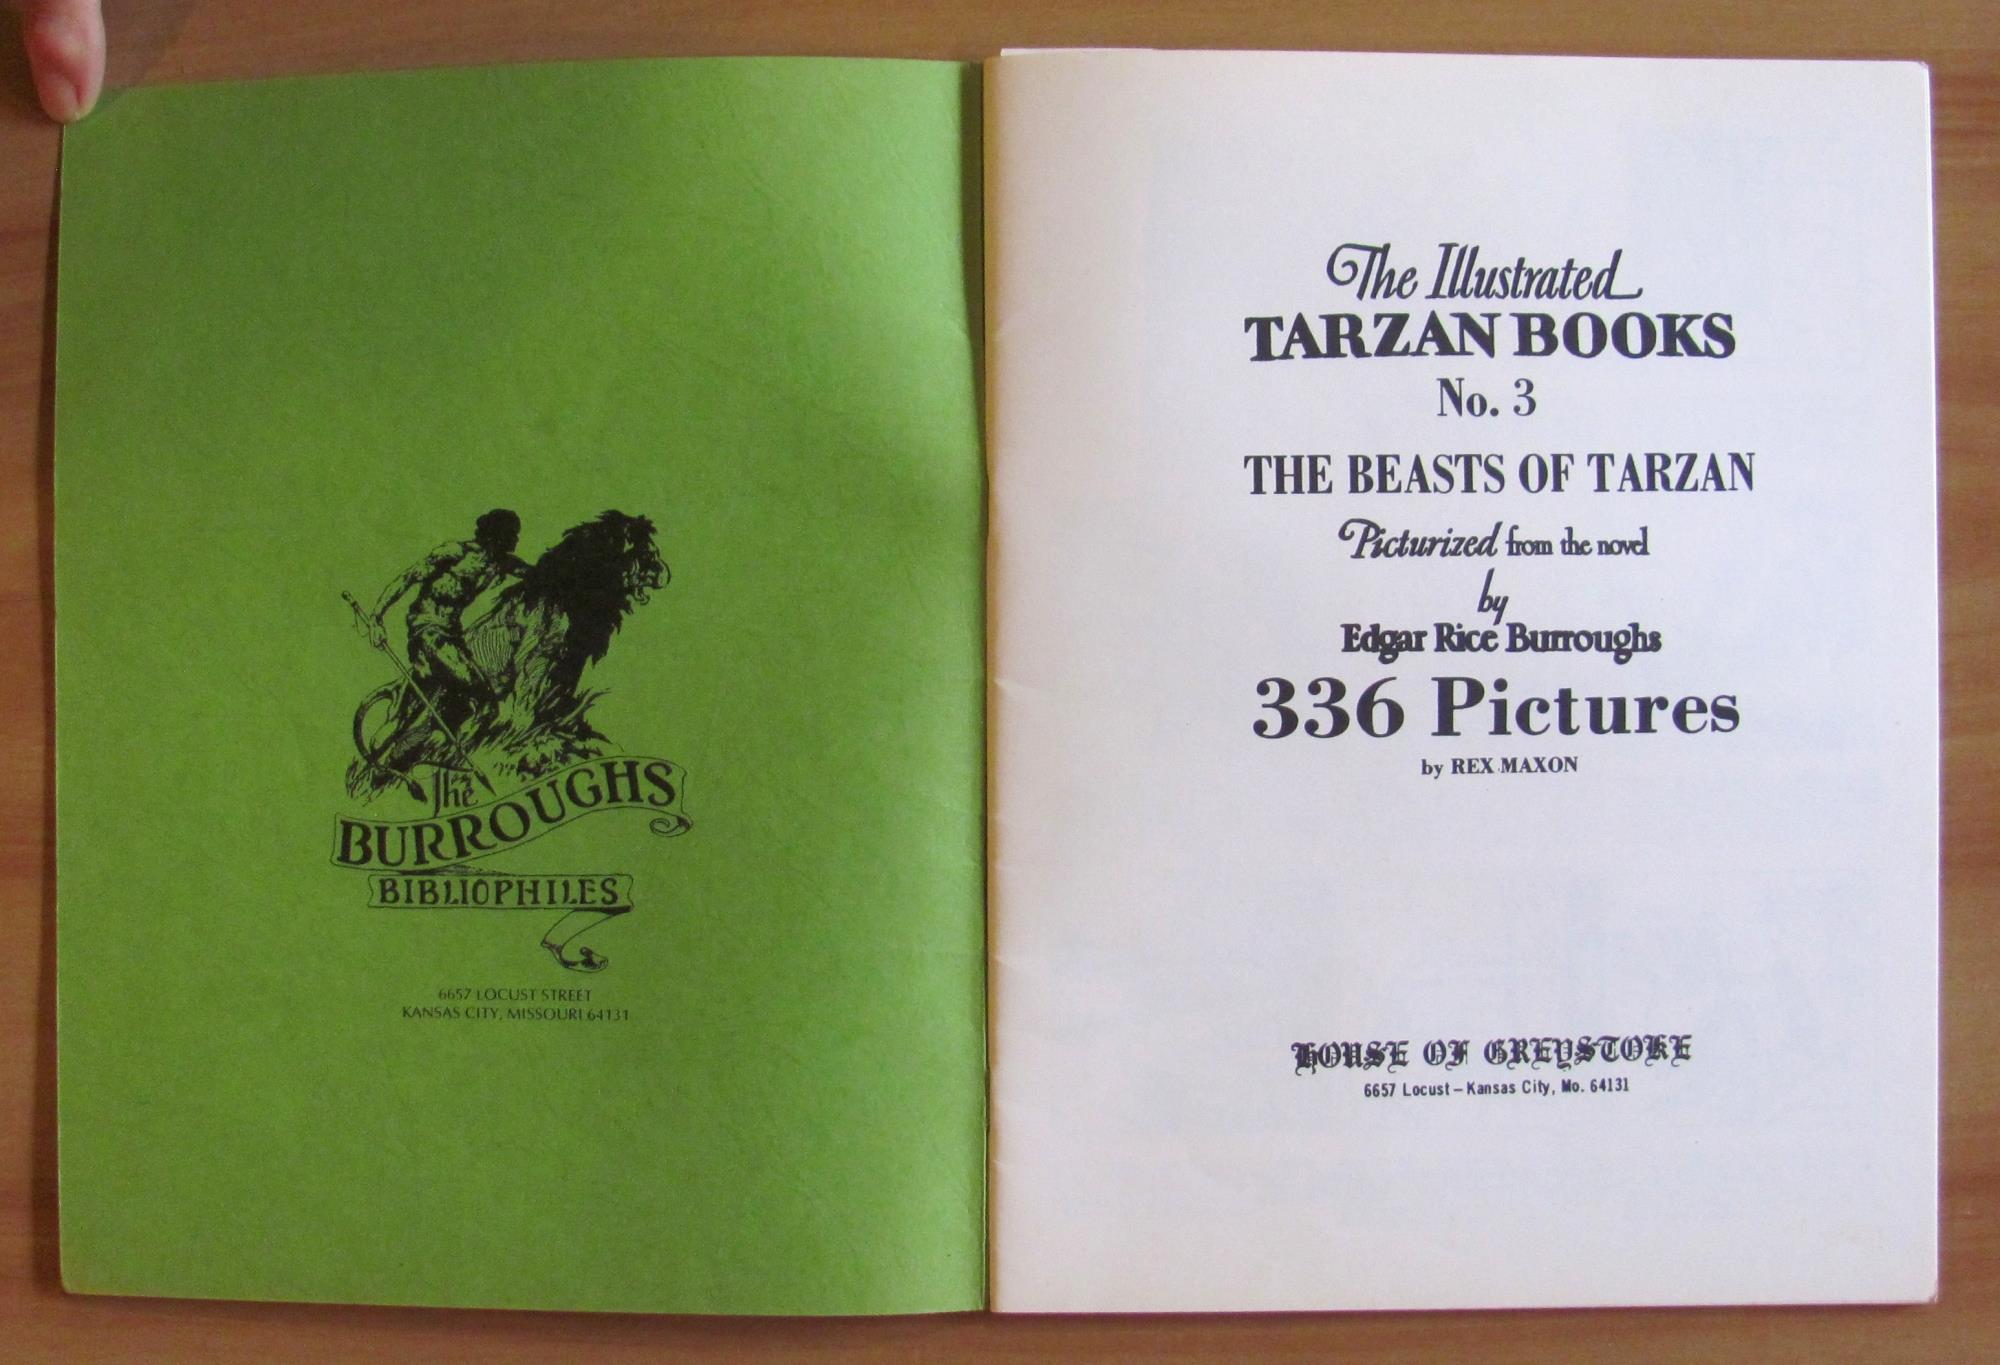 The
BURROUGHS
BIBLIOPHILES
6657 LOCUST STREET
KANSAS CITY, MISSOURI 64131
The Illustrated
TARZAN BOOKS
No. 3
THE BEASTS OF TARZAN
Picturized from the novel
by
Edgar Rice Burroughs
336 Pictures
by REX MAXON
HOUSE OF GREYSTOKE
6657 Locust – Kansas City, Mo. 64131